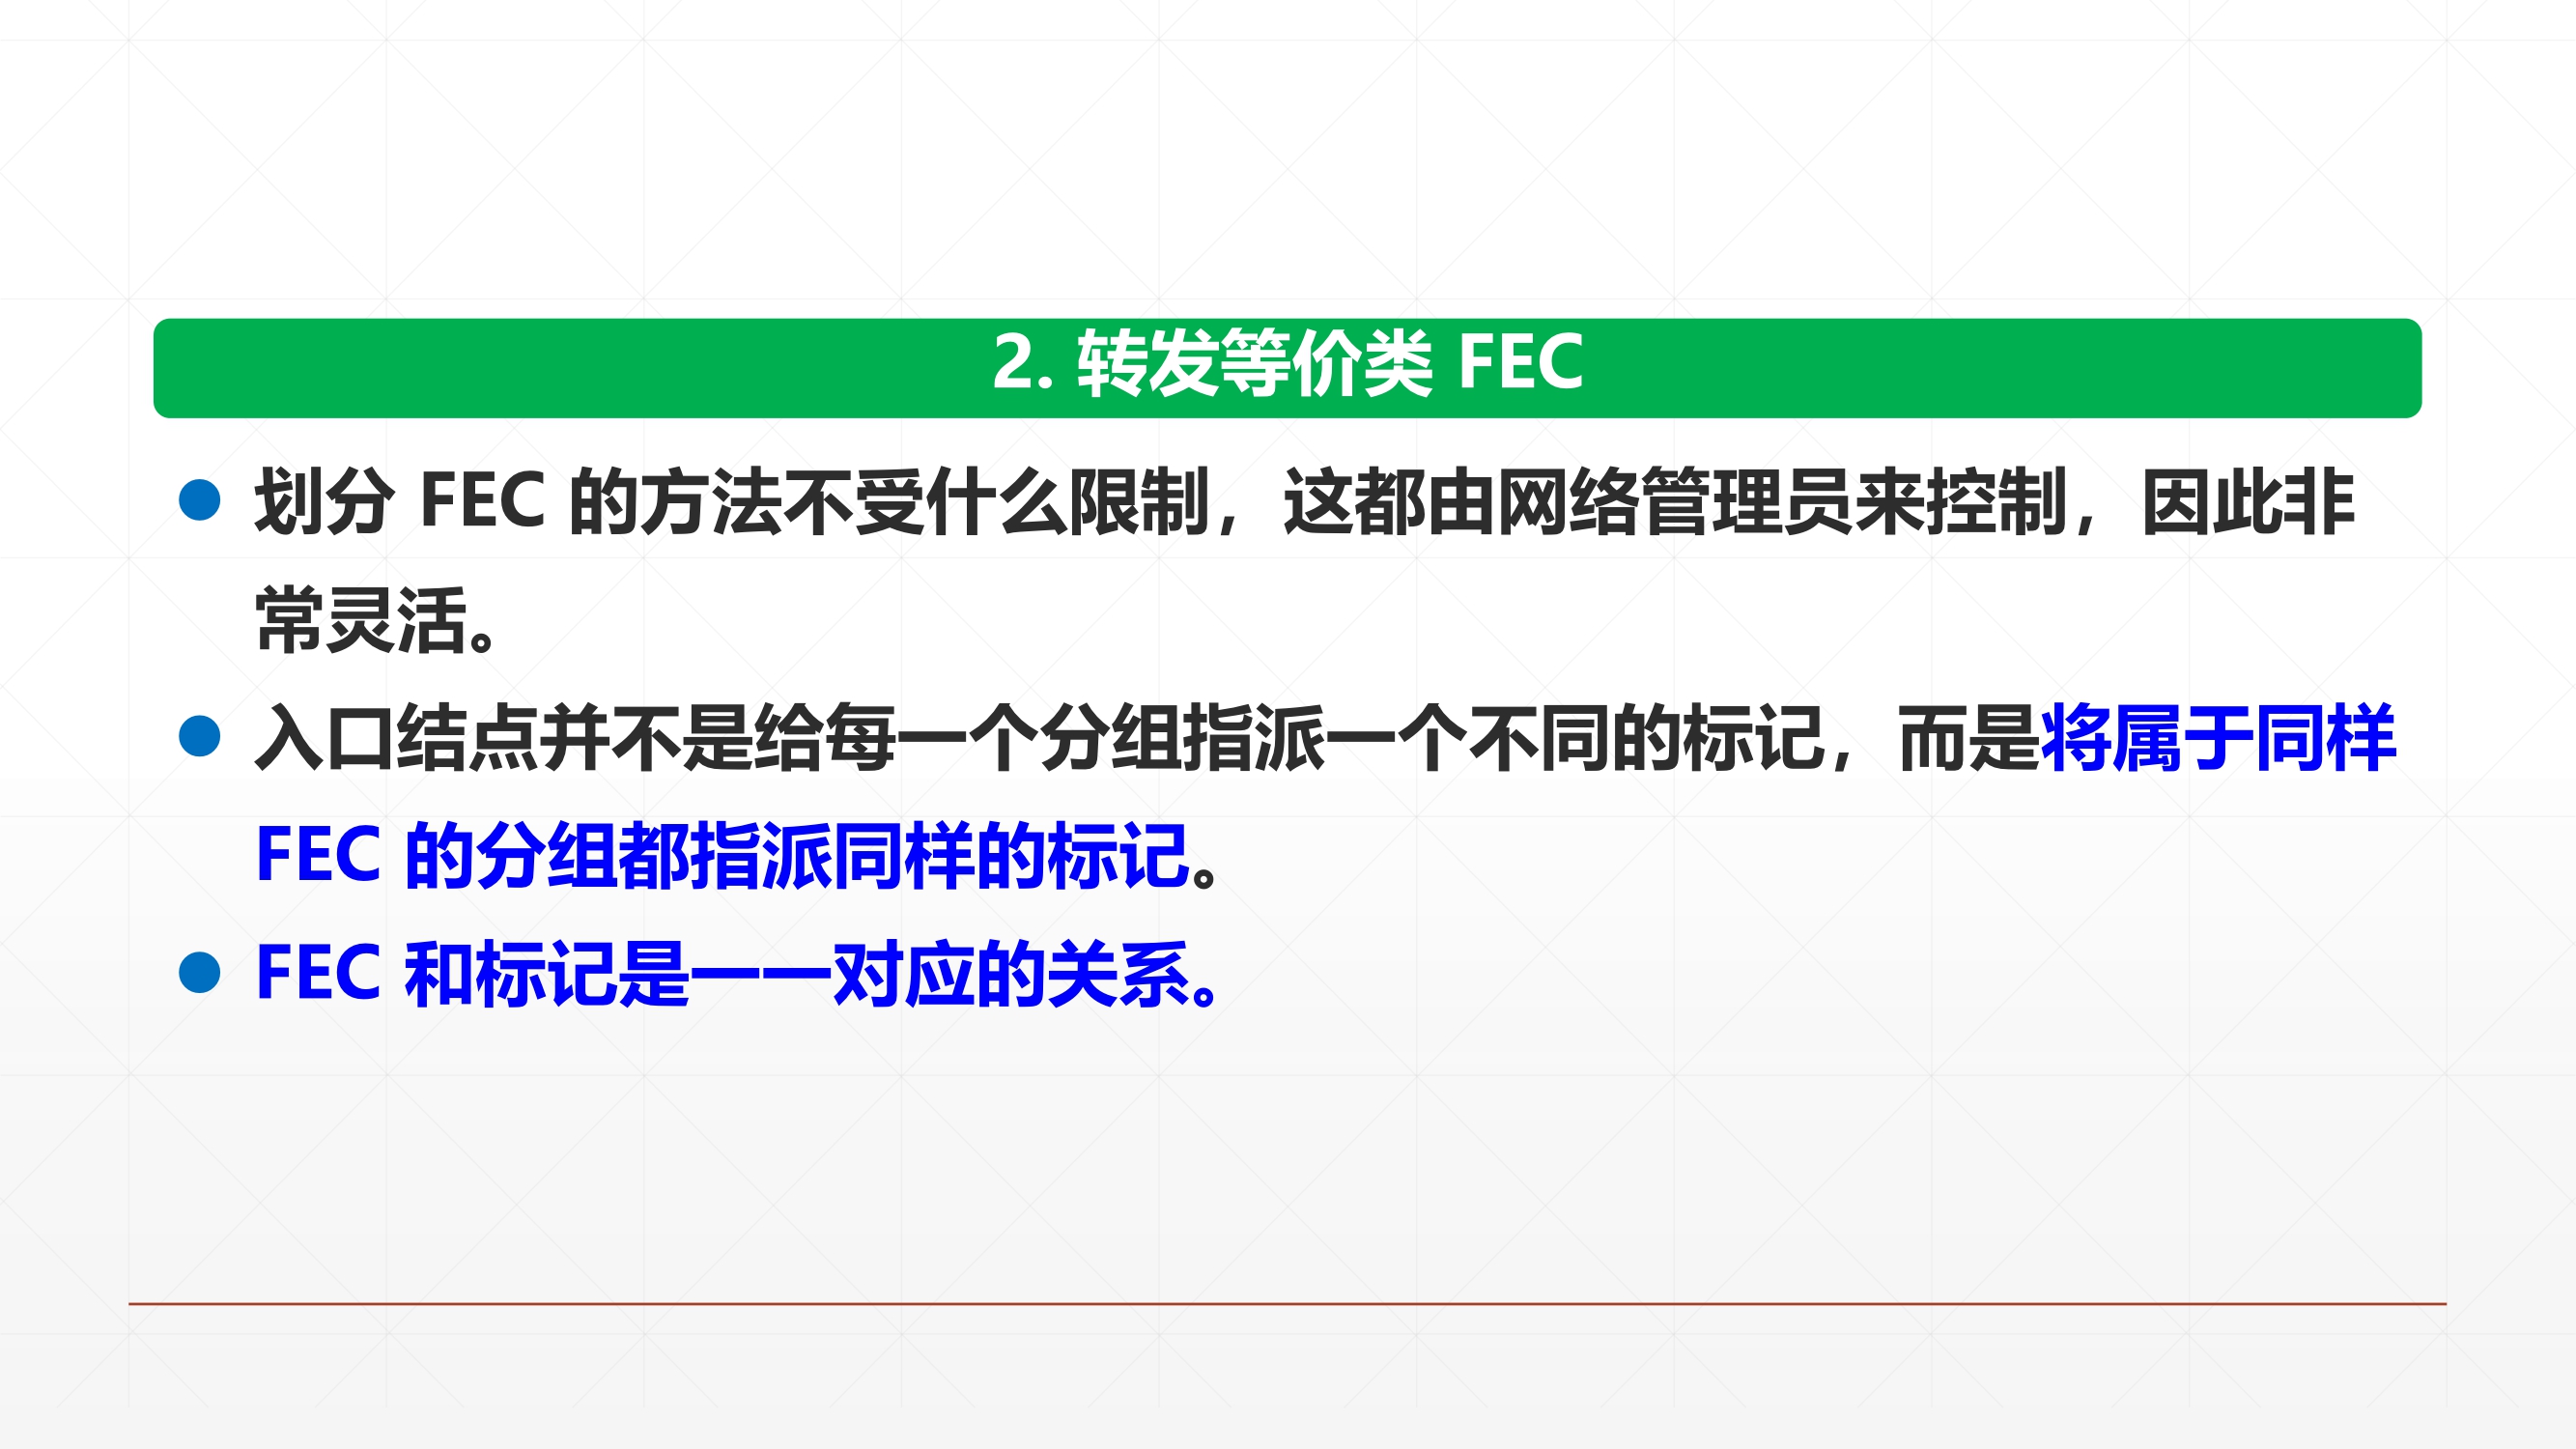 2. 转发等价类 FEC
划分 FEC 的方法不受什么限制，这都由网络管理员来控制，因此非
常灵活。
入口结点并不是给每一个分组指派一个不同的标记，而是将属于同样
FEC 的分组都指派同样的标记。
FEC 和标记是一一对应的关系。